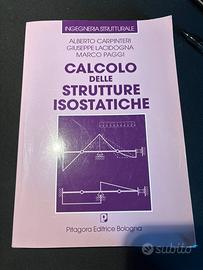 INGEGNERIA STRUTTURALE
ALBERTO CARPINTERI
GIUSEPPE LACIDOGNA
MARCO PAGGI
CALCOLO
DELLE
STRUTTURE
ISOSTATICHE
Pitagora Editrice Bologna
subito